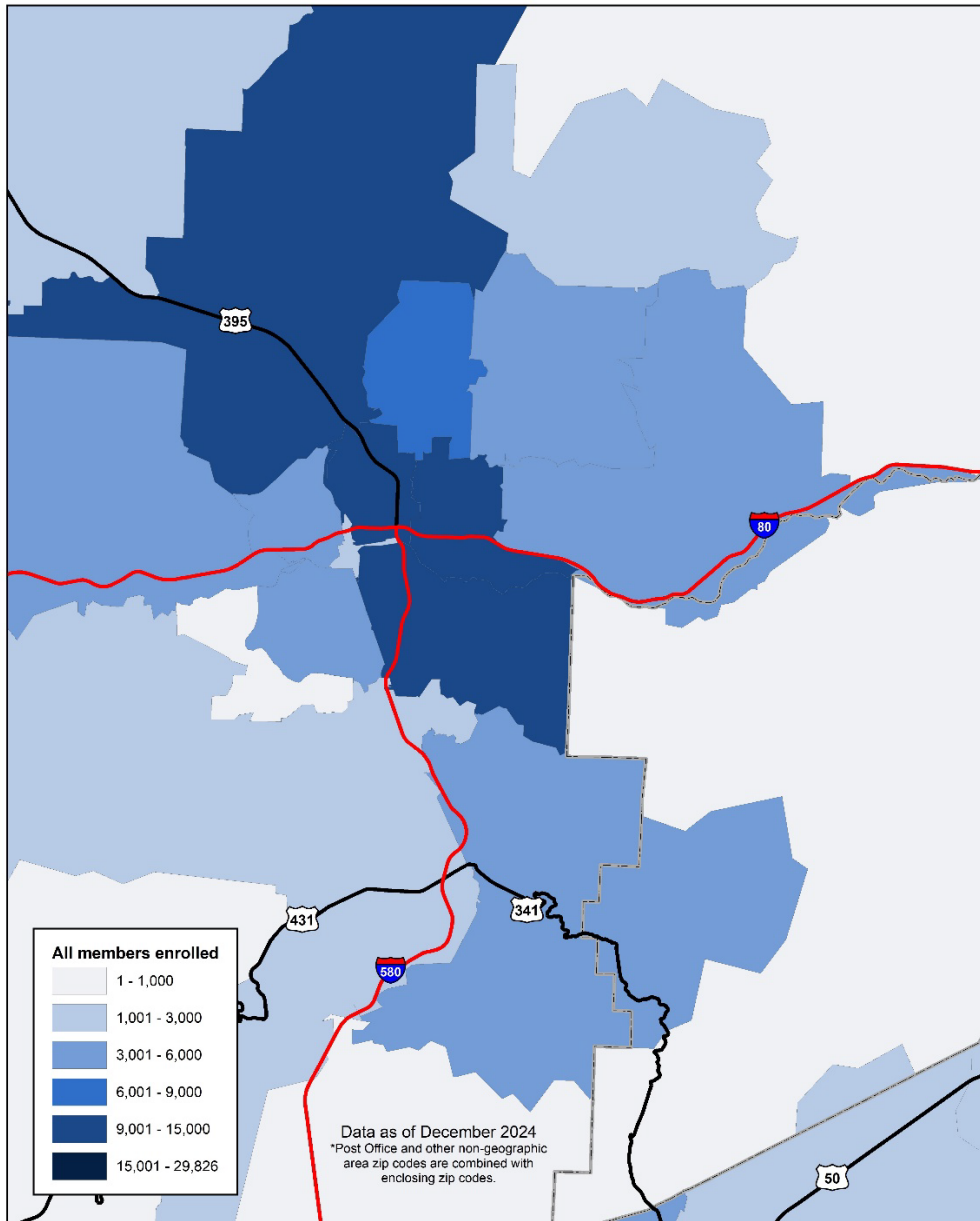 395
80
431
341
580
All members enrolled
1 - 1,000
1,001 - 3,000
3,001 - 6,000
6,001 - 9,000
9,001 - 15,000
15,001 - 29,826
Data as of December 2024
*Post Office and other non-geographic
area zip codes are combined with
enclosing zip codes.
50